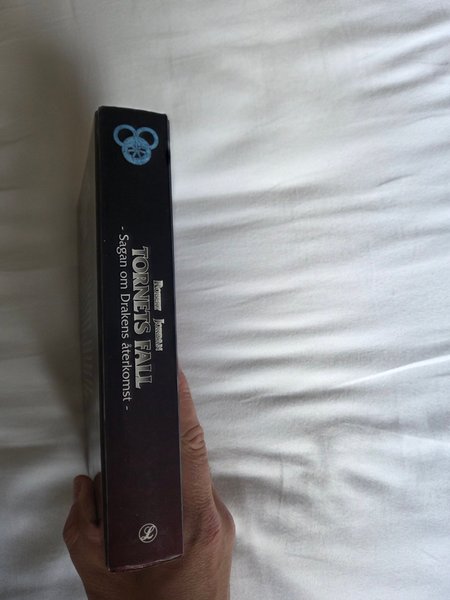 Robert Jordan
TORNETS FALL
- Sagan om Drakens återkomst -